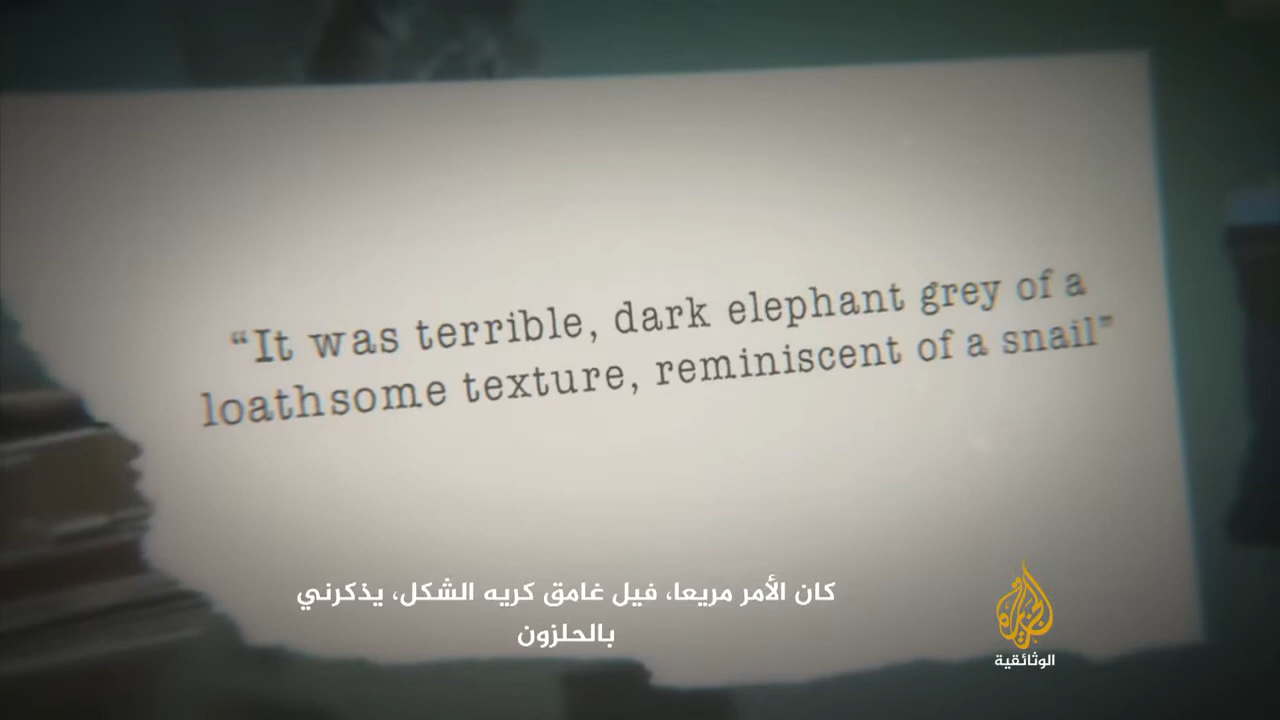 “It was terrible, dark elephant grey of a
loathsome texture, reminiscent of a snail”
كان الأمر مريعا، فيل غامق كريه الشكل، يذكرني
بالحلزون
الجزيرة
الوثائقية